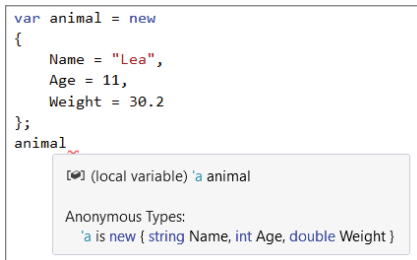 var animal = new
{
    Name = "Lea",
    Age = 11,
    Weight = 30.2
};
animal
(local variable) 'a animal
Anonymous Types:
'a is new { string Name, int Age, double Weight }